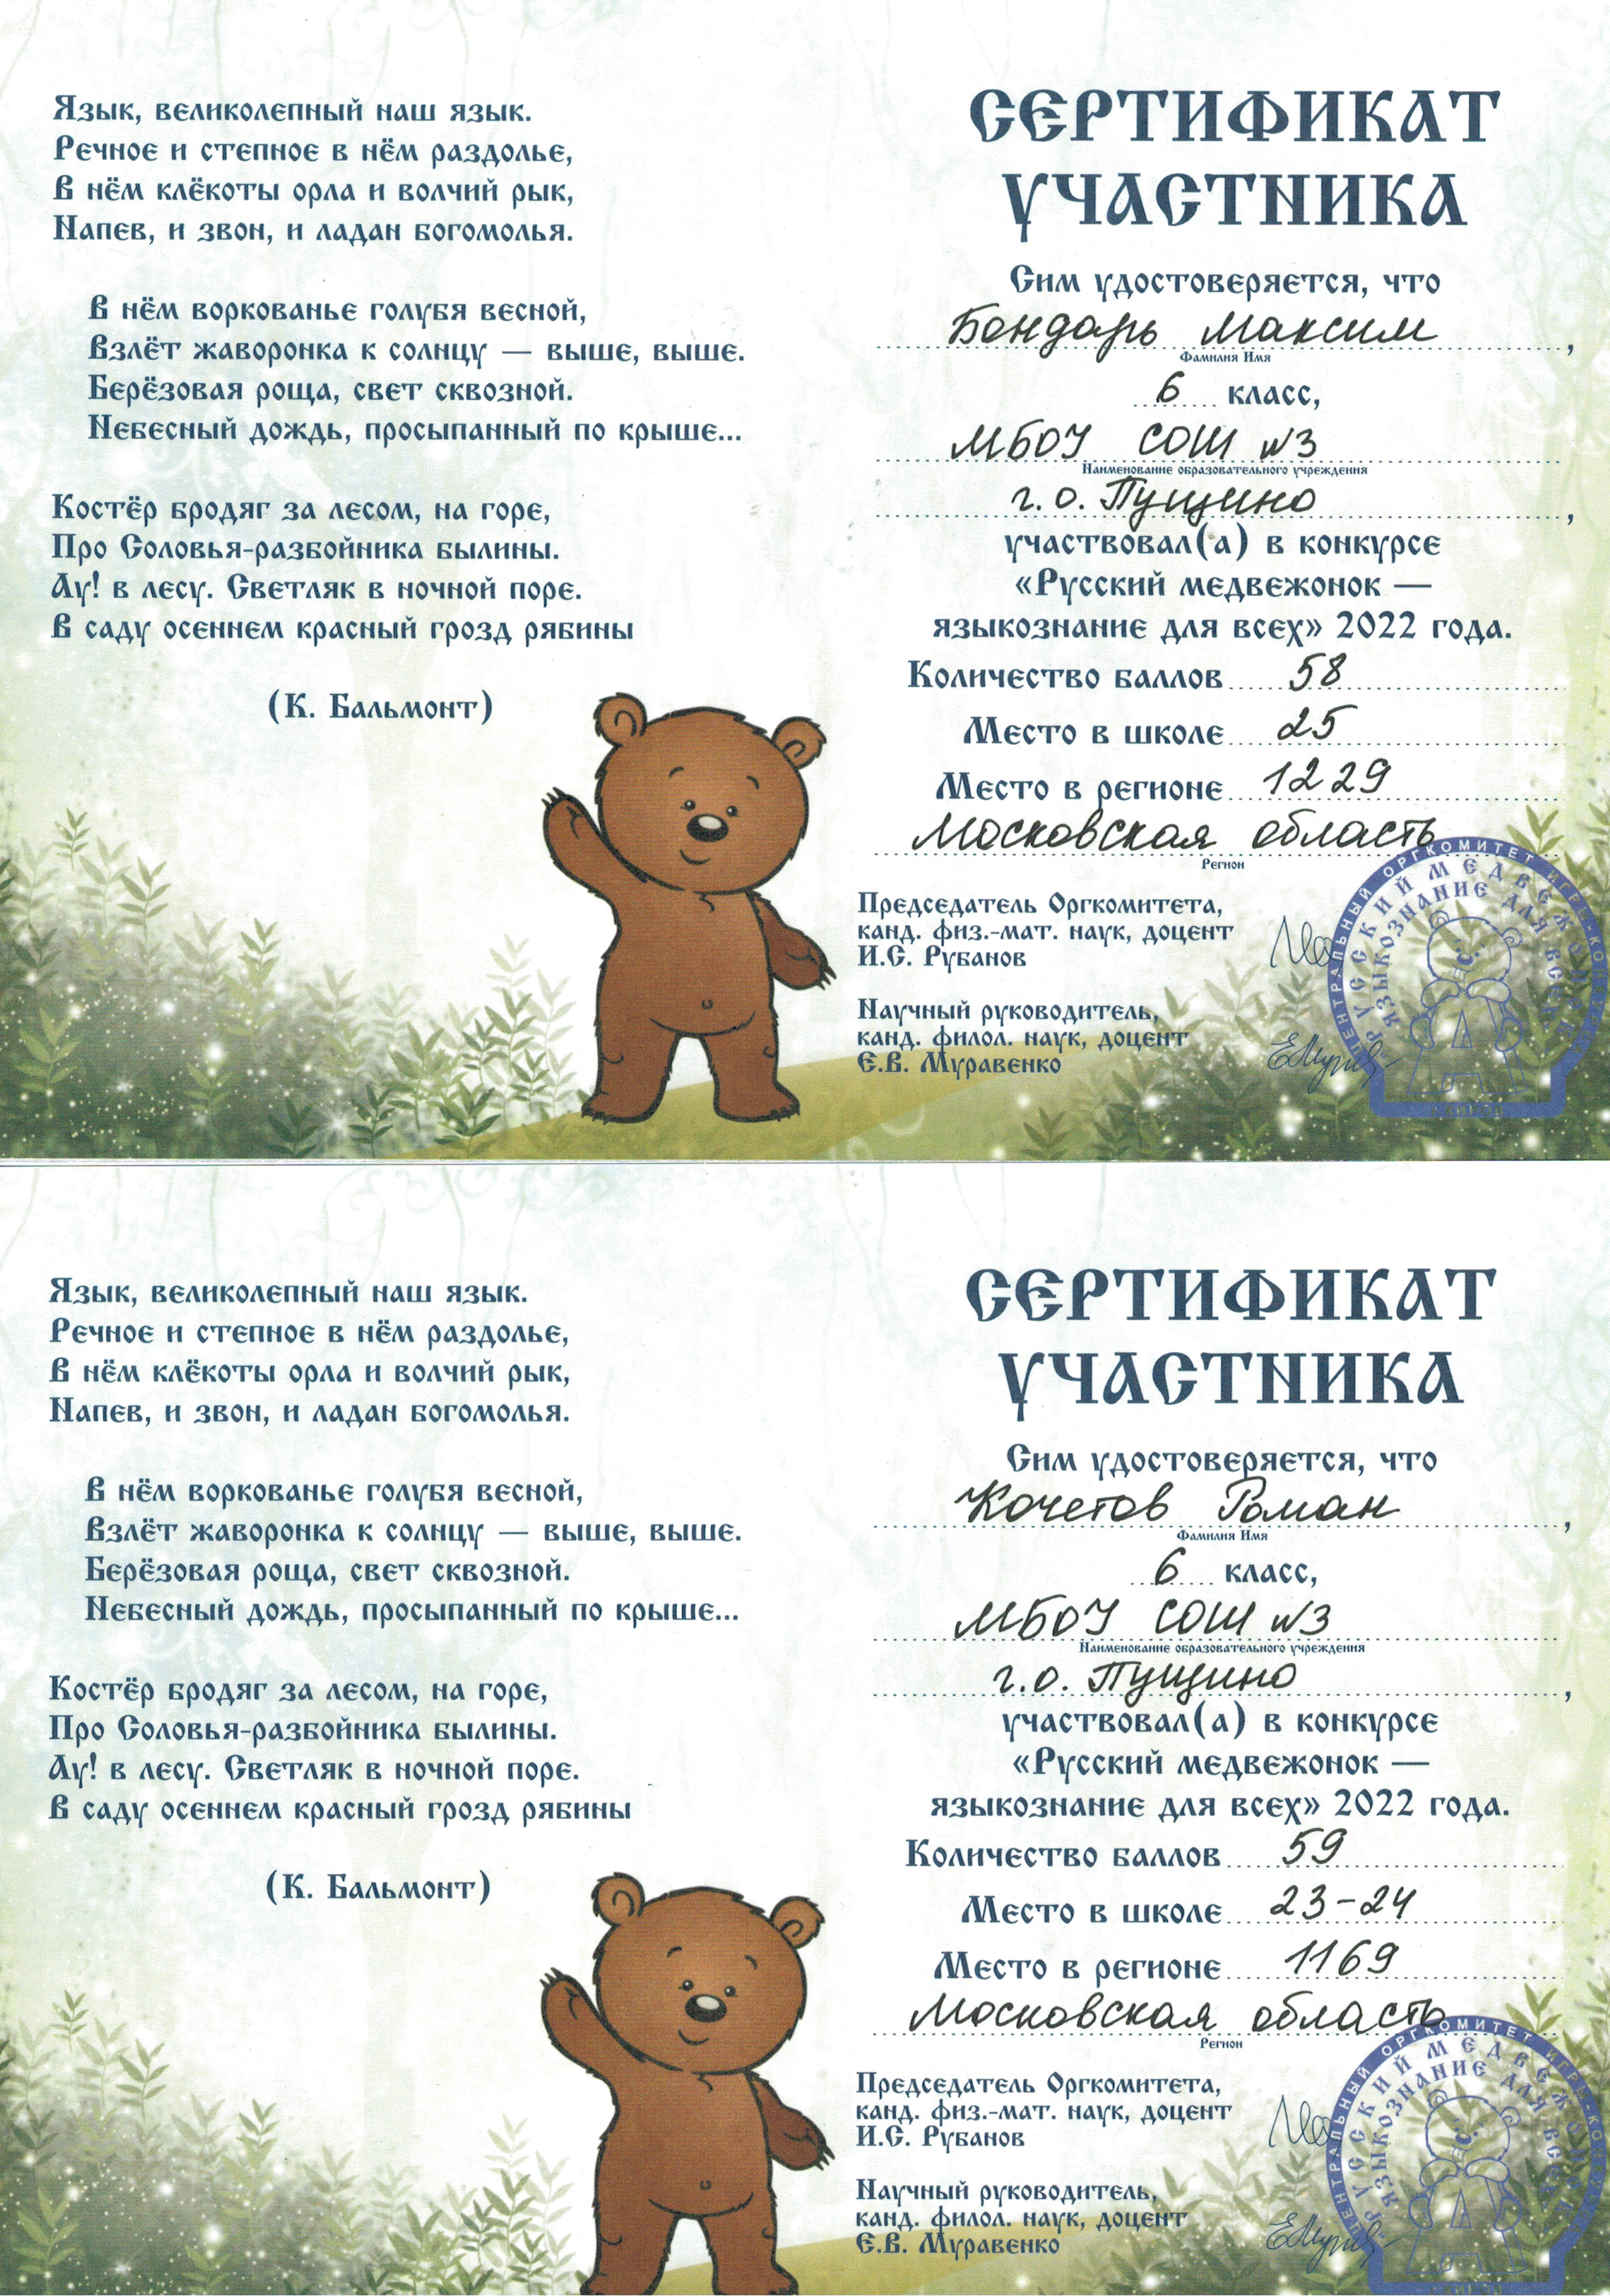 Язык, великолепный наш язык.
Речное и степное в нём раздолье,
В нём клёкоты орла и волчий рык,
Напев, и звон, и ладан богомолья.
В нём воркованье голубя весной,
Взлёт жаворонка к солнцу — выше, выше.
Берёзовая роща, свет сквозной.
Небесный дождь, просыпанный по крыше...
Костёр бродяг за лесом, на горе,
Про Соловья-разбойника былины.
Ау! в лесу. Светляк в ночной поре.
В саду осеннем красный грозд рябины
(К. Бальмонт)
СЕРТИФИКАТ
УЧАСТНИКА
Сим удостоверяется, что
Бондарь Максим,
Фамилия Имя
6 класс,
МБОУ СОШ №3
Наименование образовательного учреждения
г.о. Пущино,
участвовал(а) в конкурсе
«Русский медвежонок —
языкознание для всех» 2022 года.
Количество баллов 58
Место в школе 25
Место в регионе 1229
Московская область
Регион
Председатель Оргкомитета,
канд. физ.-мат. наук, доцент
И.С. Рубанов
Научный руководитель,
канд. филол. наук, доцент
Е.В. Муравенко
ЦЕНТРАЛЬНЫЙ ОРГКОМИТЕТ ИГРЫ
РУССКИЙ МЕДВЕЖОНОК
ЯЗЫКОЗНАНИЕ ДЛЯ ВСЕХ
Язык, великолепный наш язык.
Речное и степное в нём раздолье,
В нём клёкоты орла и волчий рык,
Напев, и звон, и ладан богомолья.
В нём воркованье голубя весной,
Взлёт жаворонка к солнцу — выше, выше.
Берёзовая роща, свет сквозной.
Небесный дождь, просыпанный по крыше...
Костёр бродяг за лесом, на горе,
Про Соловья-разбойника былины.
Ау! в лесу. Светляк в ночной поре.
В саду осеннем красный грозд рябины
(К. Бальмонт)
СЕРТИФИКАТ
УЧАСТНИКА
Сим удостоверяется, что
Кочетов Роман,
Фамилия Имя
6 класс,
МБОУ СОШ №3
Наименование образовательного учреждения
г.о. Пущино,
участвовал(а) в конкурсе
«Русский медвежонок —
языкознание для всех» 2022 года.
Количество баллов 59
Место в школе 23-24
Место в регионе 1169
Московская область
Регион
Председатель Оргкомитета,
канд. физ.-мат. наук, доцент
И.С. Рубанов
Научный руководитель,
канд. филол. наук, доцент
Е.В. Муравенко
ЦЕНТРАЛЬНЫЙ ОРГКОМИТЕТ ИГРЫ
РУССКИЙ МЕДВЕЖОНОК
ЯЗЫКОЗНАНИЕ ДЛЯ ВСЕХ